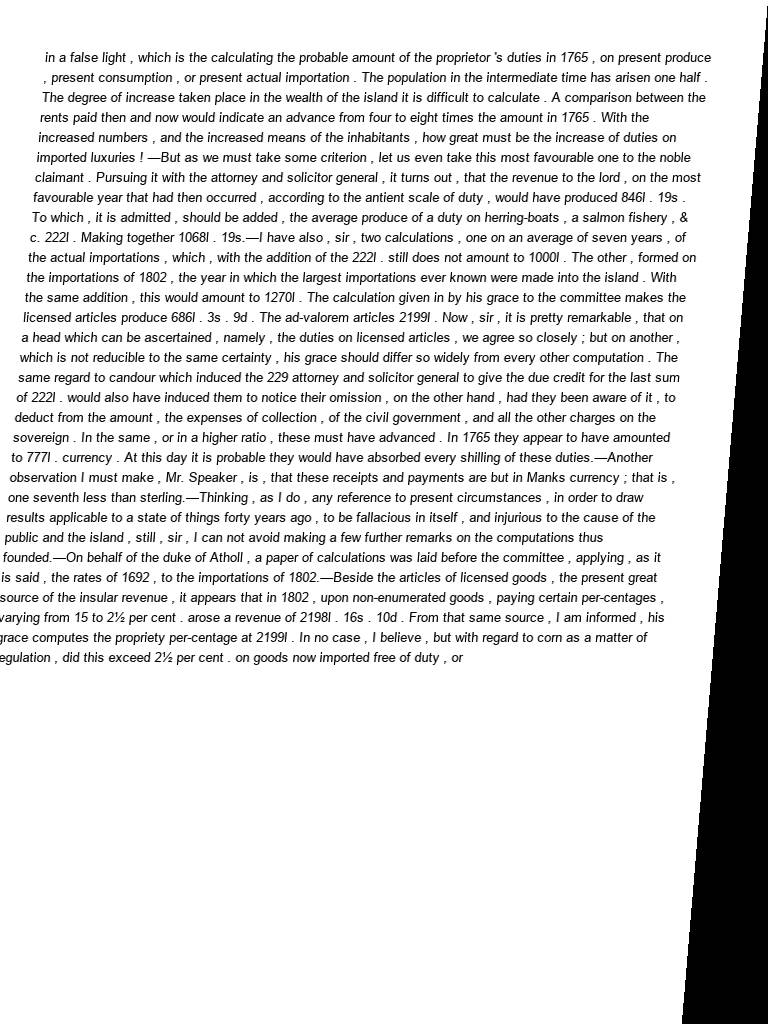 in a false light , which is the calculating the probable amount of the proprietor 's duties in 1765 , on present produce
, present consumption , or present actual importation . The population in the intermediate time has arisen one half .
The degree of increase taken place in the wealth of the island it is difficult to calculate . A comparison between the
rents paid then and now would indicate an advance from four to eight times the amount in 1765 . With the
increased numbers , and the increased means of the inhabitants , how great must be the increase of duties on
imported luxuries ! —But as we must take some criterion , let us even take this most favourable one to the noble
claimant . Pursuing it with the attorney and solicitor general , it turns out , that the revenue to the lord , on the most
favourable year that had then occurred , according to the antient scale of duty , would have produced 846l . 19s .
To which , it is admitted , should be added , the average produce of a duty on herring-boats , a salmon fishery , &
c. 222l . Making together 1068l . 19s.—I have also , sir , two calculations , one on an average of seven years , of
the actual importations , which , with the addition of the 222l . still does not amount to 1000l . The other , formed on
the importations of 1802 , the year in which the largest importations ever known were made into the island . With
the same addition , this would amount to 1270l . The calculation given in by his grace to the committee makes the
licensed articles produce 686l . 3s . 9d . The ad-valorem articles 2199l . Now , sir , it is pretty remarkable , that on
a head which can be ascertained , namely , the duties on licensed articles , we agree so closely ; but on another ,
which is not reducible to the same certainty , his grace should differ so widely from every other computation . The
same regard to candour which induced the 229 attorney and solicitor general to give the due credit for the last sum
of 222l . would also have induced them to notice their omission , on the other hand , had they been aware of it , to
deduct from the amount , the expenses of collection , of the civil government , and all the other charges on the
sovereign . In the same , or in a higher ratio , these must have advanced . In 1765 they appear to have amounted
to 777l . currency . At this day it is probable they would have absorbed every shilling of these duties.—Another
observation I must make , Mr. Speaker , is , that these receipts and payments are but in Manks currency ; that is ,
one seventh less than sterling.—Thinking , as I do , any reference to present circumstances , in order to draw
results applicable to a state of things forty years ago , to be fallacious in itself , and injurious to the cause of the
public and the island , still , sir , I can not avoid making a few further remarks on the computations thus
founded.—On behalf of the duke of Atholl , a paper of calculations was laid before the committee , applying , as it
is said , the rates of 1692 , to the importations of 1802.—Beside the articles of licensed goods , the present great
source of the insular revenue , it appears that in 1802 , upon non-enumerated goods , paying certain per-centages ,
varying from 15 to 2½ per cent . arose a revenue of 2198l . 16s . 10d . From that same source , I am informed , his
grace computes the propriety per-centage at 2199l . In no case , I believe , but with regard to corn as a matter of
egulation , did this exceed 2½ per cent . on goods now imported free of duty , or